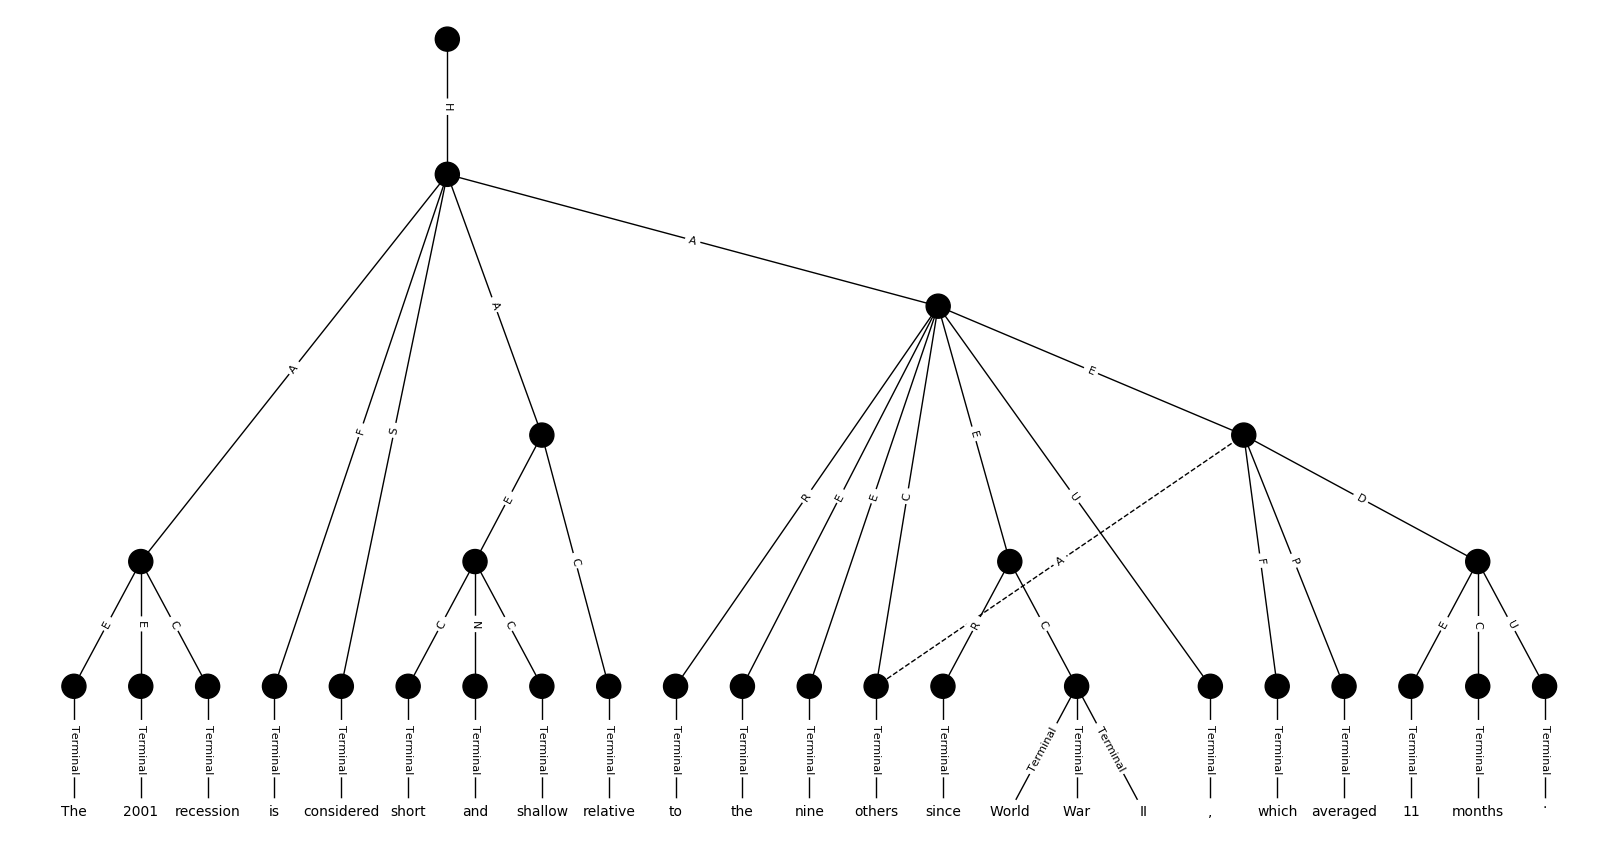 H
A
A
F
S
A
E
E
R
E
E
C
E
U
D
E
C
A
F
P
E
E
C
C
N
C
R
C
E
C
U
Terminal Terminal Terminal Terminal Terminal Terminal Terminal Terminal Terminal Terminal Terminal Terminal Terminal Terminal Terminal Terminal Terminal Terminal Terminal Terminal Terminal Terminal Terminal
The 2001 recession is considered short and shallow relative to the nine others since World War II , which averaged 11 months .